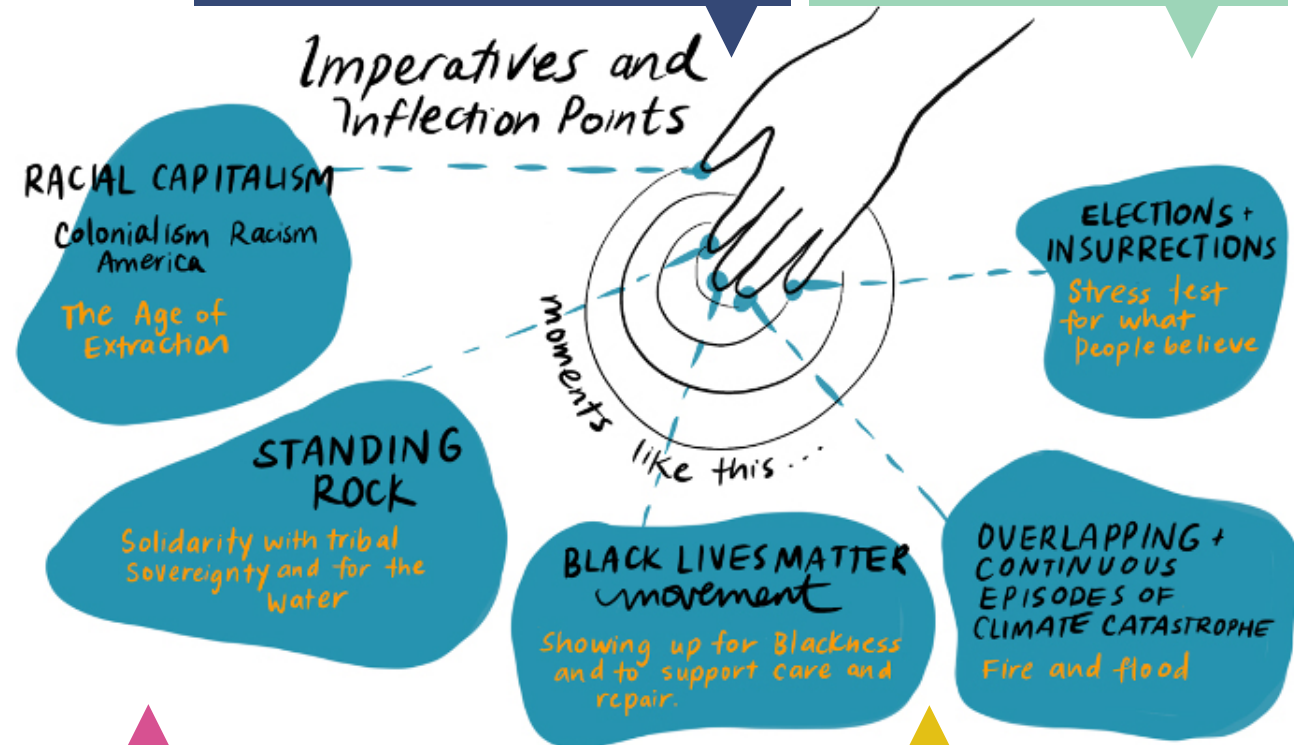 Imperatives and
Inflection Points
RACIAL CAPITALISM
Colonialism Racism
America
The Age of
Extraction
STANDING
ROCK
Solidarity with tribal
Sovereignty and for the
Water
moments like this...
BLACK LIVES MATTER
movement
Showing up for Blackness
and to support care and
repair.
ELECTIONS +
INSURRECTIONS
Stress test
for what
people believe
OVERLAPPING +
CONTINUOUS
EPISODES OF
CLIMATE CATASTROPHE
Fire and flood